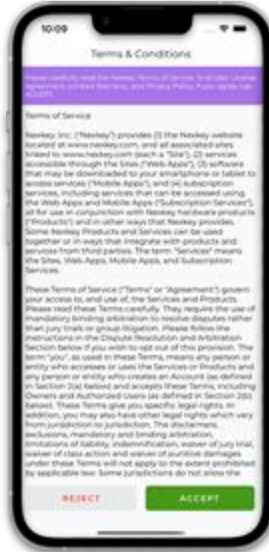 10:09
Terms & Conditions
Please carefully read the Nexkey Terms of Service, End User License
Agreement, Limited Warranty, and Privacy Policy. If you agree, tap
ACCEPT.
Terms of Service
Nexkey, Inc. ("Nexkey") provides (1) the Nexkey website
located at www.nexkey.com, and all associated sites
linked to www.nexkey.com (each a "Site"), (2) services
accessible through the Sites ("Web Apps"), (3) software
that may be downloaded to your smartphone or tablet to
access services ("Mobile Apps"), and (4) subscription
services, including services that can be accessed using
the Web Apps and Mobile Apps ("Subscription Services"),
all for use in conjunction with Nexkey hardware products
("Products") and in other ways that Nexkey provides.
Some Nexkey Products and Services can be used
together or in ways that integrate with products and
services from third parties. The term "Services" means
the Sites, Web Apps, Mobile Apps, and Subscription
Services.
These Terms of Service ("Terms" or "Agreement") govern
your access to, and use of, the Services and Products.
Please read these Terms carefully. They require the use of
mandatory binding arbitration to resolve disputes rather
than jury trials or group litigation. Please follow the
instructions in the Dispute Resolution and Arbitration
Section below if you wish to opt out of this provision. The
term "you", as used in these Terms, means any person or
entity who accesses or uses the Services or Products and
any person or entity who creates an Account (as defined
in Section 2(a) below) and accepts these Terms, including
Owners and Authorized Users (as defined in Section 2(b)
below). These Terms give you specific legal rights. In
addition, you may also have other legal rights which vary
from jurisdiction to jurisdiction. The disclaimers,
exclusions, mandatory and binding arbitration,
limitations of liability, indemnification, waiver of jury trial,
waiver of class action and waiver of punitive damages
under these Terms will not apply to the extent prohibited
by applicable law. Some jurisdictions do not allow the
REJECT
ACCEPT